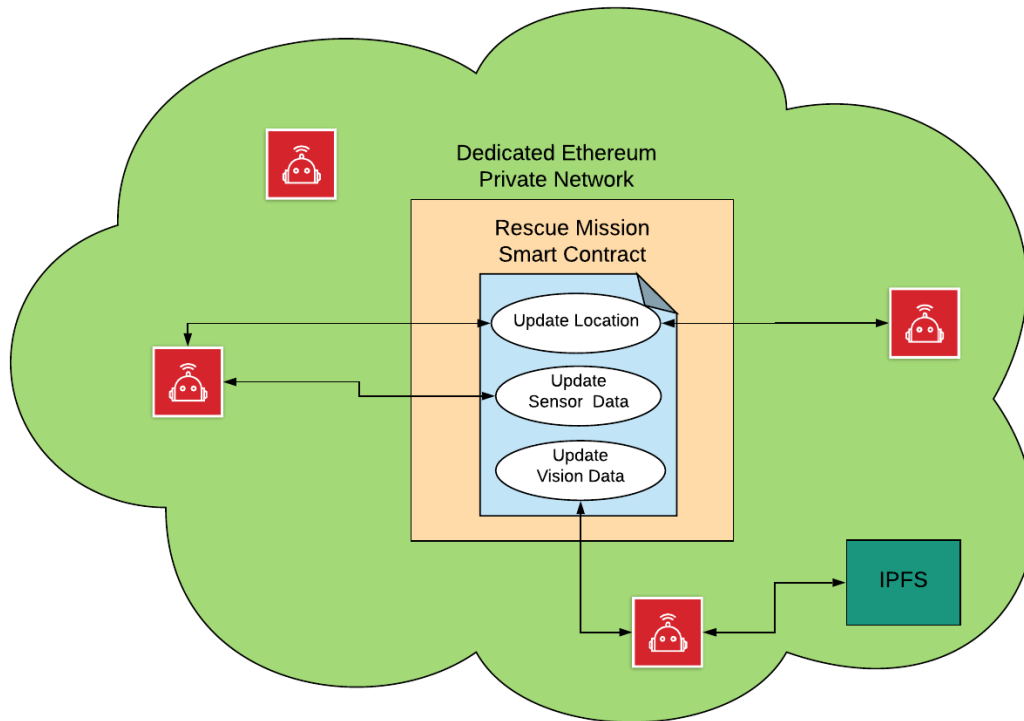 Dedicated Ethereum
Private Network
Rescue Mission
Smart Contract
Update Location
Update
Sensor Data
Update
Vision Data
IPFS